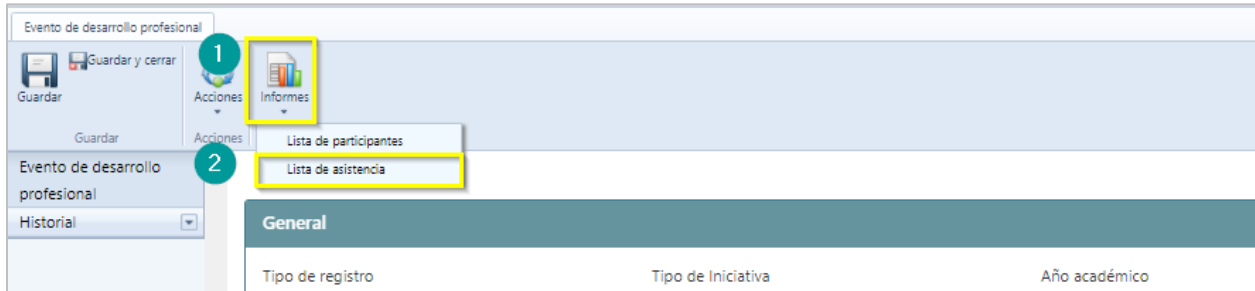 Evento de desarrollo profesional
Guardar y cerrar
1
Guardar
Acciones
Informes
Guardar
Acciones
Lista de participantes
2
Lista de asistencia
Evento de desarrollo
profesional
Historial
General
Tipo de registro
Tipo de Iniciativa
Año académico